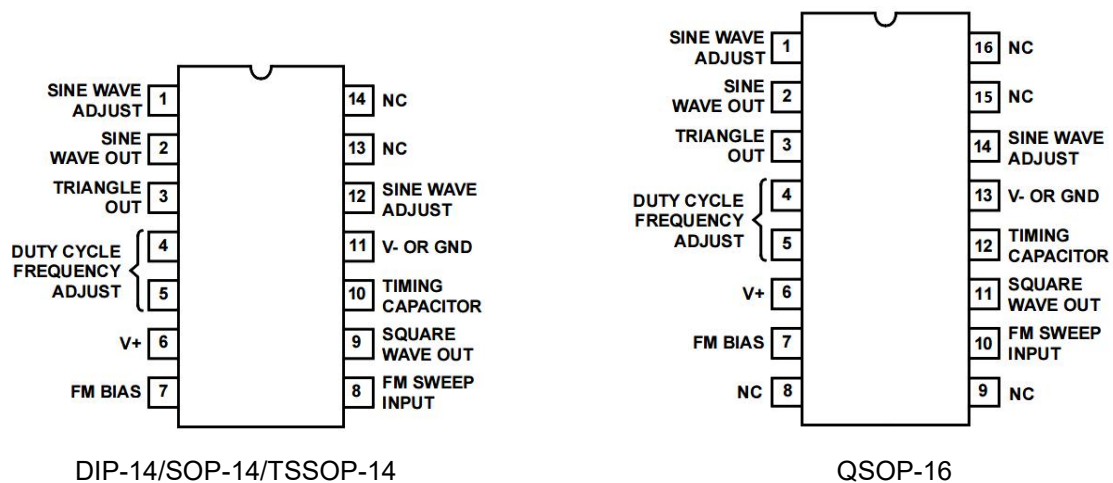 SINE WAVE
ADJUST
1
SINE
WAVE OUT
2
TRIANGLE
OUT
3
DUTY CYCLE
FREQUENCY
ADJUST
4
5
V+ 6
FM BIAS 7
14 NC
13 NC
12 SINE WAVE
ADJUST
11 V- OR GND
10 TIMING
CAPACITOR
9 SQUARE
WAVE OUT
8 FM SWEEP
INPUT
DIP-14/SOP-14/TSSOP-14
SINE WAVE
ADJUST
1
SINE
WAVE OUT
2
TRIANGLE
OUT
3
DUTY CYCLE
FREQUENCY
ADJUST
4
5
V+ 6
FM BIAS 7
NC 8
16 NC
15 NC
14 SINE WAVE
ADJUST
13 V- OR GND
12 TIMING
CAPACITOR
11 SQUARE
WAVE OUT
10 FM SWEEP
INPUT
9 NC
QSOP-16